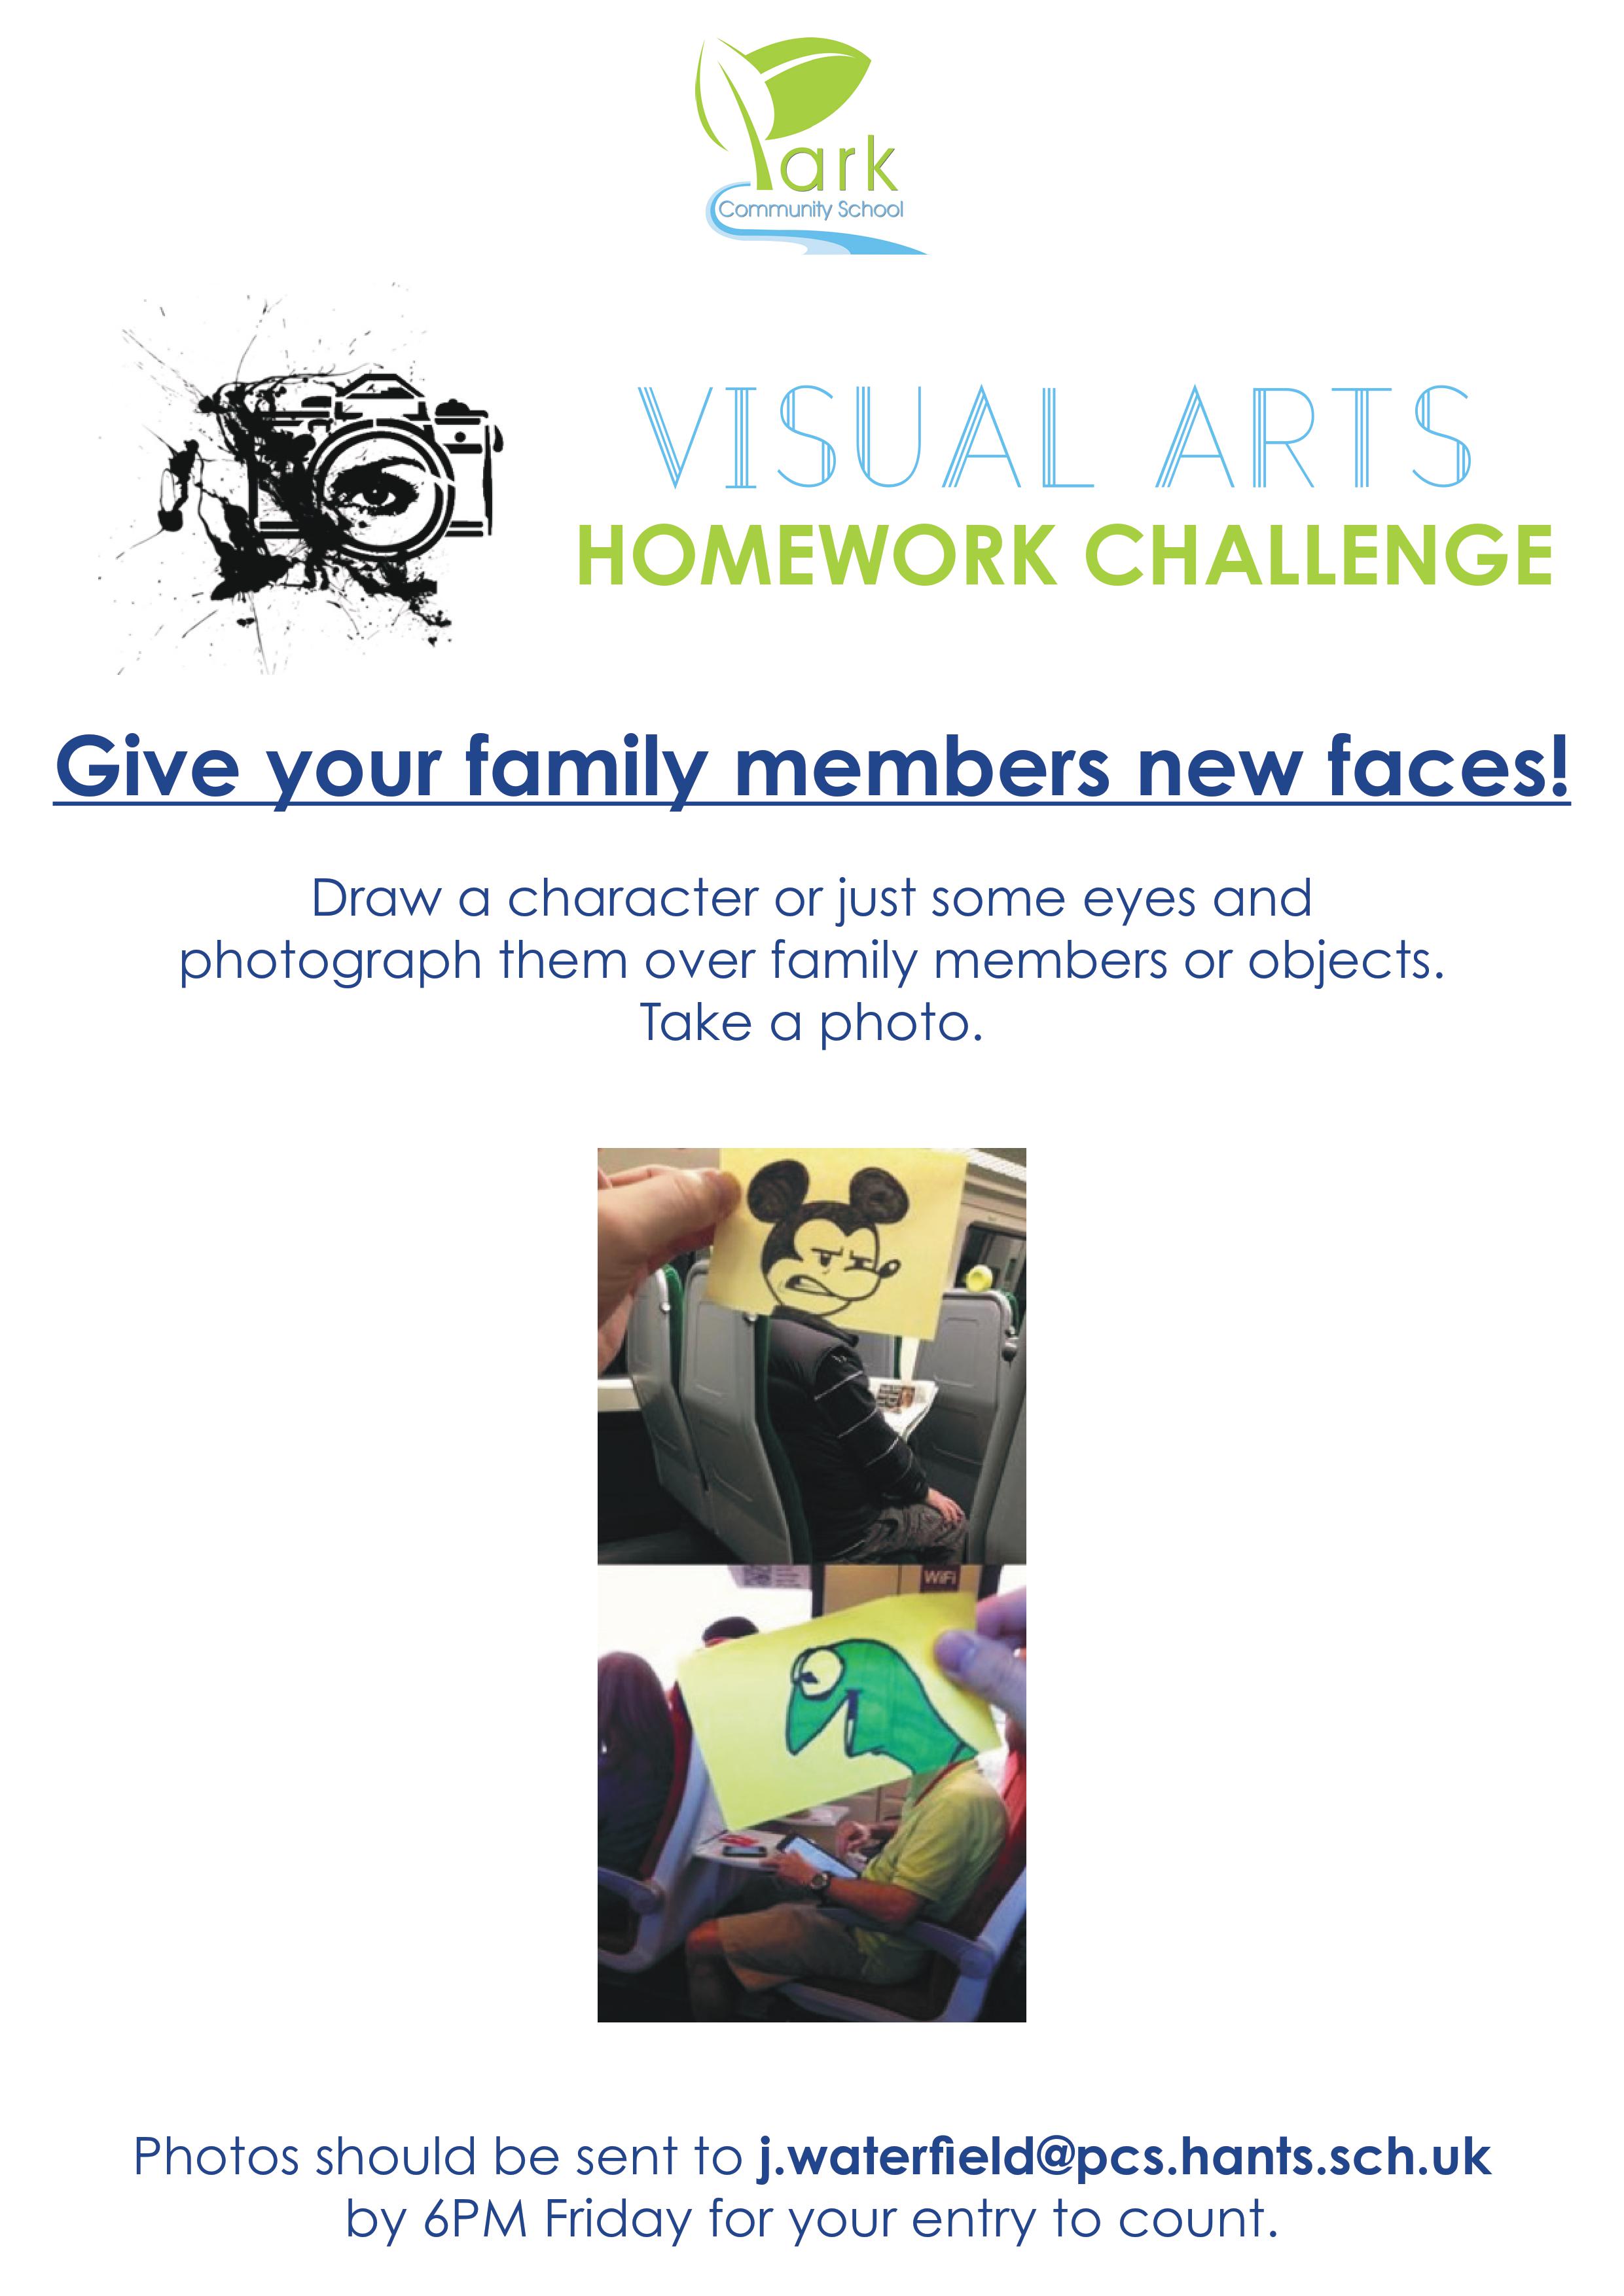 Park
Community School
VISUAL ARTS
HOMEWORK CHALLENGE
Give your family members new faces!
Draw a character or just some eyes and
photograph them over family members or objects.
Take a photo.
WiFi
Photos should be sent to j.waterfield@pcs.hants.sch.uk
by 6PM Friday for your entry to count.